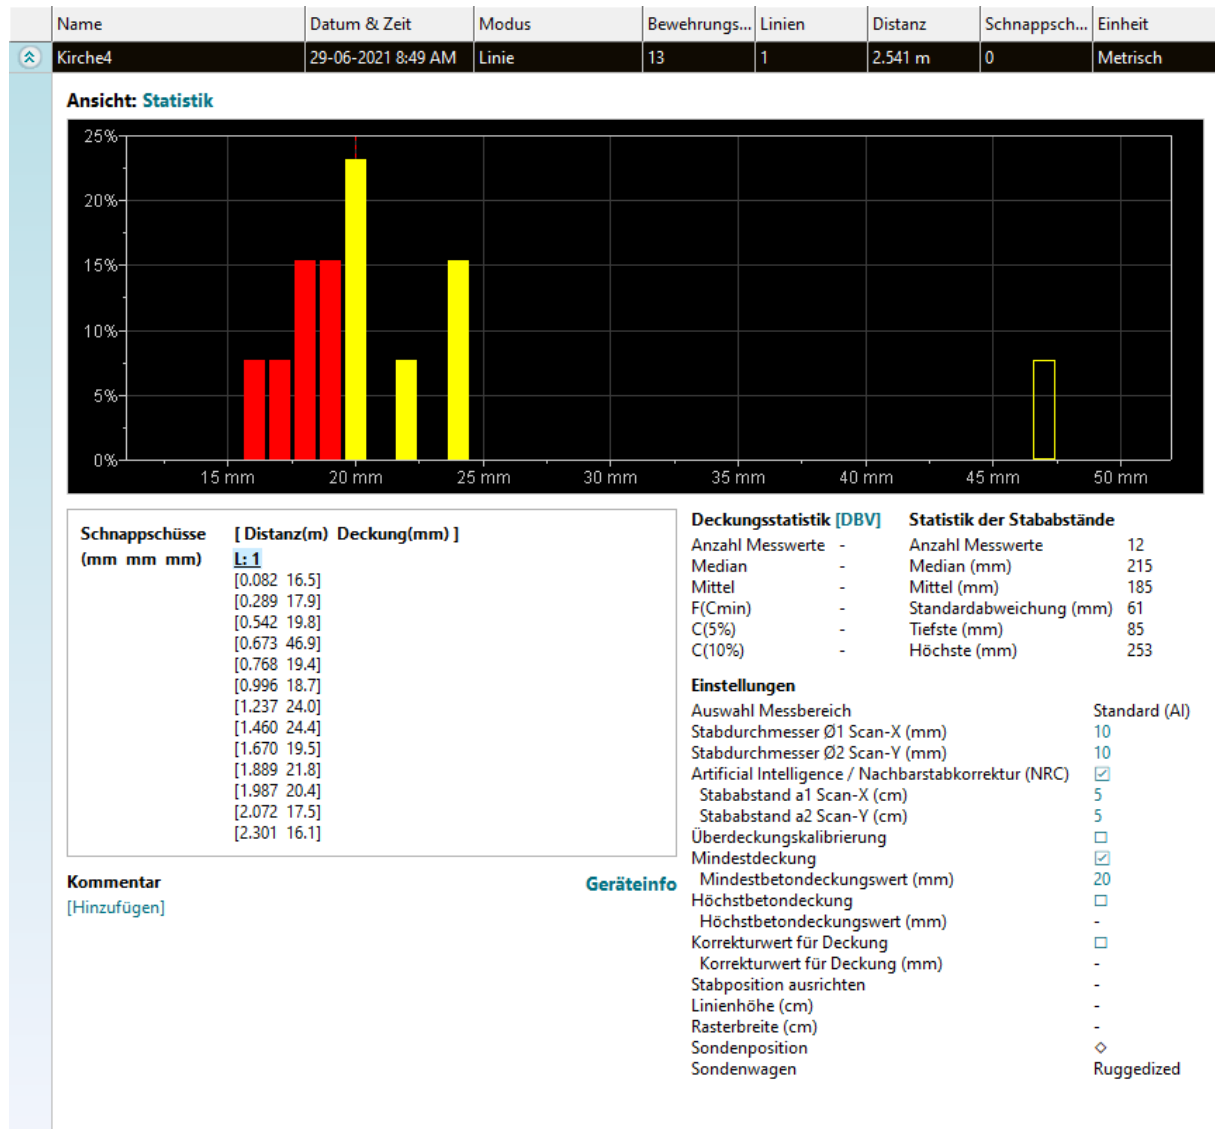 Name Datum & Zeit Modus Bewehrungs... Linien Distanz Schnappsch... Einheit
Kirche4 29-06-2021 8:49 AM Linie 13 1 2.541 m 0 Metrisch
Ansicht: Statistik
25%
20%
15%
10%
5%
0%
15 mm 20 mm 25 mm 30 mm 35 mm 40 mm 45 mm 50 mm
Schnappschüsse [ Distanz(m) Deckung(mm) ]
(mm mm mm) L: 1
[0.082 16.5]
[0.289 17.9]
[0.542 19.8]
[0.673 46.9]
[0.768 19.4]
[0.996 18.7]
[1.237 24.0]
[1.460 24.4]
[1.670 19.5]
[1.889 21.8]
[1.987 20.4]
[2.072 17.5]
[2.301 16.1]
Kommentar
[Hinzufügen]
Geräteinfo
Deckungsstatistik [DBV]
Anzahl Messwerte -
Median -
Mittel -
F(Cmin) -
C(5%) -
C(10%) -
Statistik der Stababstände
Anzahl Messwerte 12
Median (mm) 215
Mittel (mm) 185
Standardabweichung (mm) 61
Tiefste (mm) 85
Höchste (mm) 253
Einstellungen
Auswahl Messbereich Standard (AI)
Stabdurchmesser Ø1 Scan-X (mm) 10
Stabdurchmesser Ø2 Scan-Y (mm) 10
Artificial Intelligence / Nachbarstabkorrektur (NRC)
Stababstand a1 Scan-X (cm) 5
Stababstand a2 Scan-Y (cm) 5
Überdeckungskalibrierung
Mindestdeckung
Mindestbetondeckungswert (mm) 20
Höchstbetondeckung
Höchstbetondeckungswert (mm) -
Korrekturwert für Deckung
Korrekturwert für Deckung (mm) -
Stabposition ausrichten -
Linienhöhe (cm) -
Rasterbreite (cm) -
Sondenposition
Sondenwagen Ruggedized